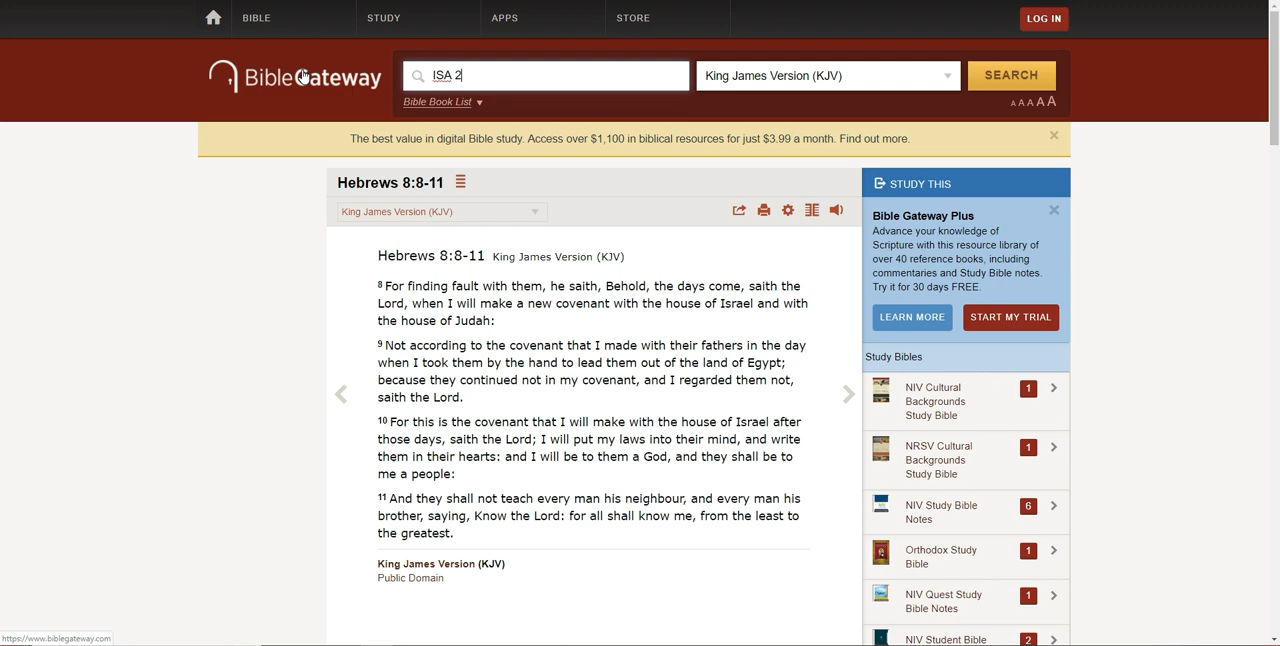 BIBLE
STUDY
APPS
STORE
LOG IN
BibleGateway
ISA 2
King James Version (KJV)
SEARCH
Bible Book List
A A A A A
The best value in digital Bible study. Access over $1,100 in biblical resources for just $3.99 a month. Find out more.
Hebrews 8:8-11
King James Version (KJV)
Hebrews 8:8-11 King James Version (KJV)
8 For finding fault with them, he saith, Behold, the days come, saith the
Lord, when I will make a new covenant with the house of Israel and with
the house of Judah:
9 Not according to the covenant that I made with their fathers in the day
when I took them by the hand to lead them out of the land of Egypt;
because they continued not in my covenant, and I regarded them not,
saith the Lord.
10 For this is the covenant that I will make with the house of Israel after
those days, saith the Lord; I will put my laws into their mind, and write
them in their hearts: and I will be to them a God, and they shall be to
me a people:
11 And they shall not teach every man his neighbour, and every man his
brother, saying, Know the Lord: for all shall know me, from the least to
the greatest.
King James Version (KJV)
Public Domain
STUDY THIS
Bible Gateway Plus
Advance your knowledge of
Scripture with this resource library of
over 40 reference books, including
commentaries and Study Bible notes.
Try it for 30 days FREE.
LEARN MORE
START MY TRIAL
Study Bibles
NIV Cultural
Backgrounds
Study Bible
1
NRSV Cultural
Backgrounds
Study Bible
1
NIV Study Bible
Notes
6
Orthodox Study
Bible
1
NIV Quest Study
Bible Notes
1
NIV Student Bible
2
https://www.biblegateway.com